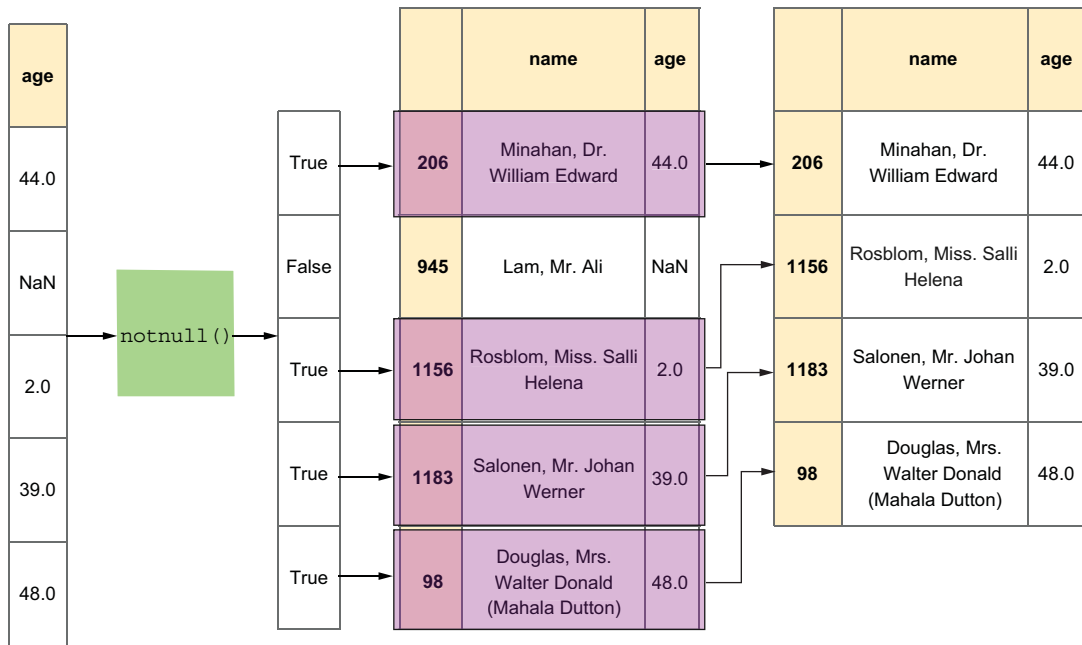 age
44.0
NaN
2.0
39.0
48.0
notnull()
True
False
True
True
True
name age
206 Minahan, Dr.
William Edward 44.0
945 Lam, Mr. Ali NaN
1156 Rosblom, Miss. Salli
Helena 2.0
1183 Salonen, Mr. Johan
Werner 39.0
98 Douglas, Mrs.
Walter Donald
(Mahala Dutton) 48.0
name age
206 Minahan, Dr.
William Edward 44.0
1156 Rosblom, Miss. Salli
Helena 2.0
1183 Salonen, Mr. Johan
Werner 39.0
98 Douglas, Mrs.
Walter Donald
(Mahala Dutton) 48.0